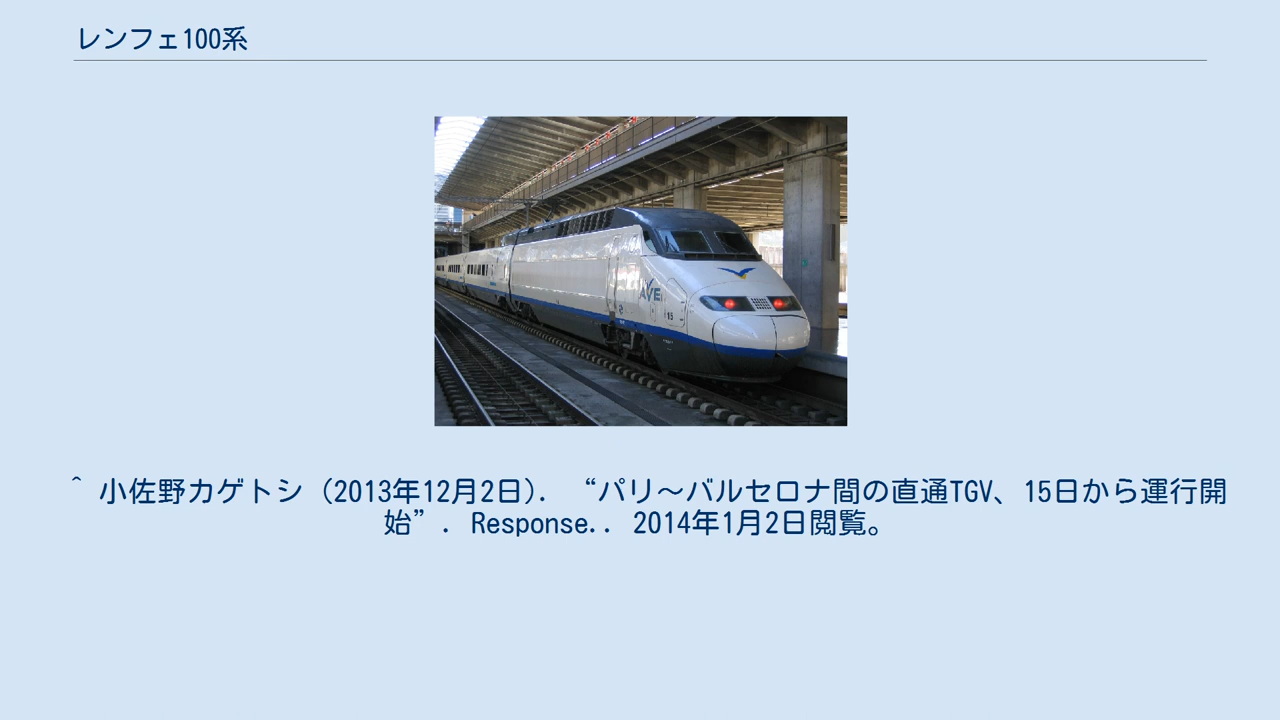 レンフェ100系
AVE
^ 小佐野カゲトシ（2013年12月2日）. “パリ～バルセロナ間の直通TGV、15日から運行開
始”. Response.. 2014年1月2日閲覧。